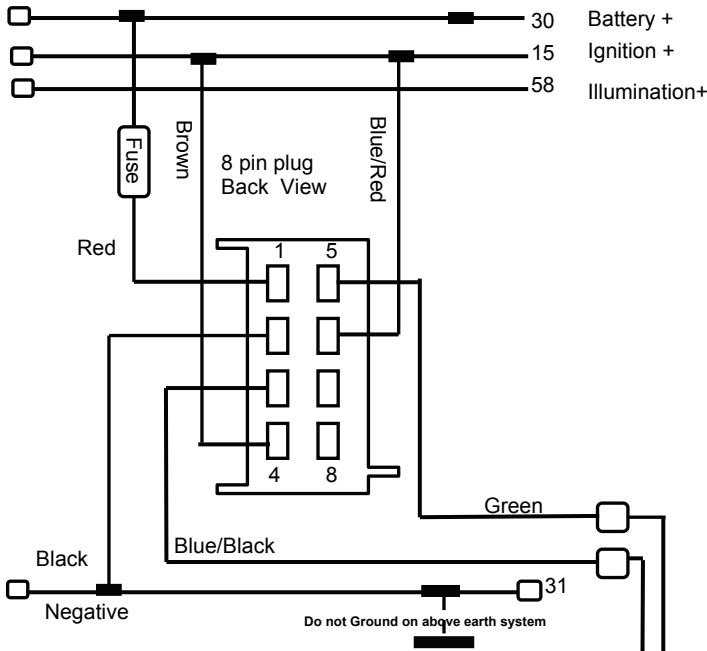 30 Battery +
15 Ignition +
58 Illumination+
Fuse
Brown
8 pin plug
Back View
Blue/Red
Red
1 5
4 8
Green
Blue/Black
Black
31
Negative
Do not Ground on above earth system